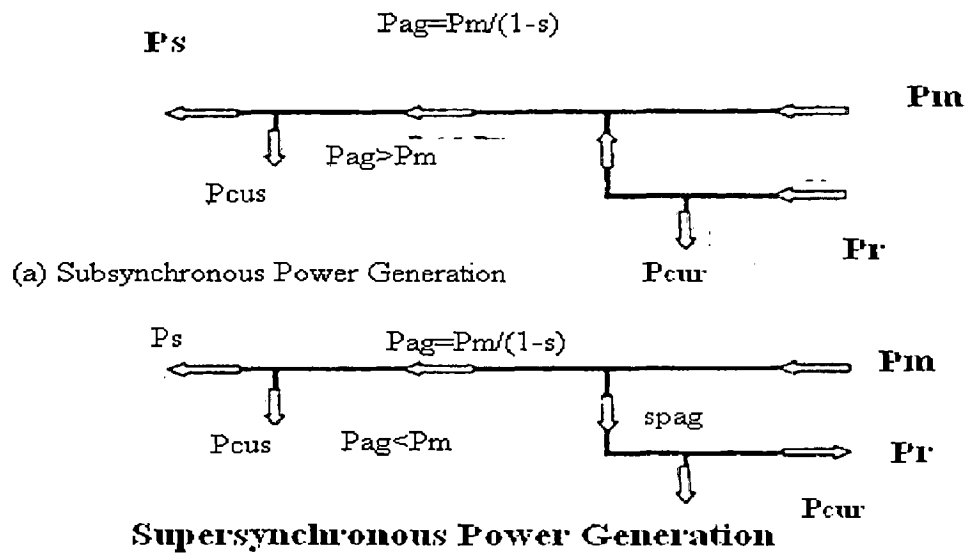 Pag=Pm/(1-s)
Ps
Pm
Pag>Pm
Pcus
Pr
Pcur
(a) Subsynchronous Power Generation
Ps
Pag=Pm/(1-s)
Pm
Pcus
Pag<Pm
spag
Pr
Pcur
Supersynchronous Power Generation